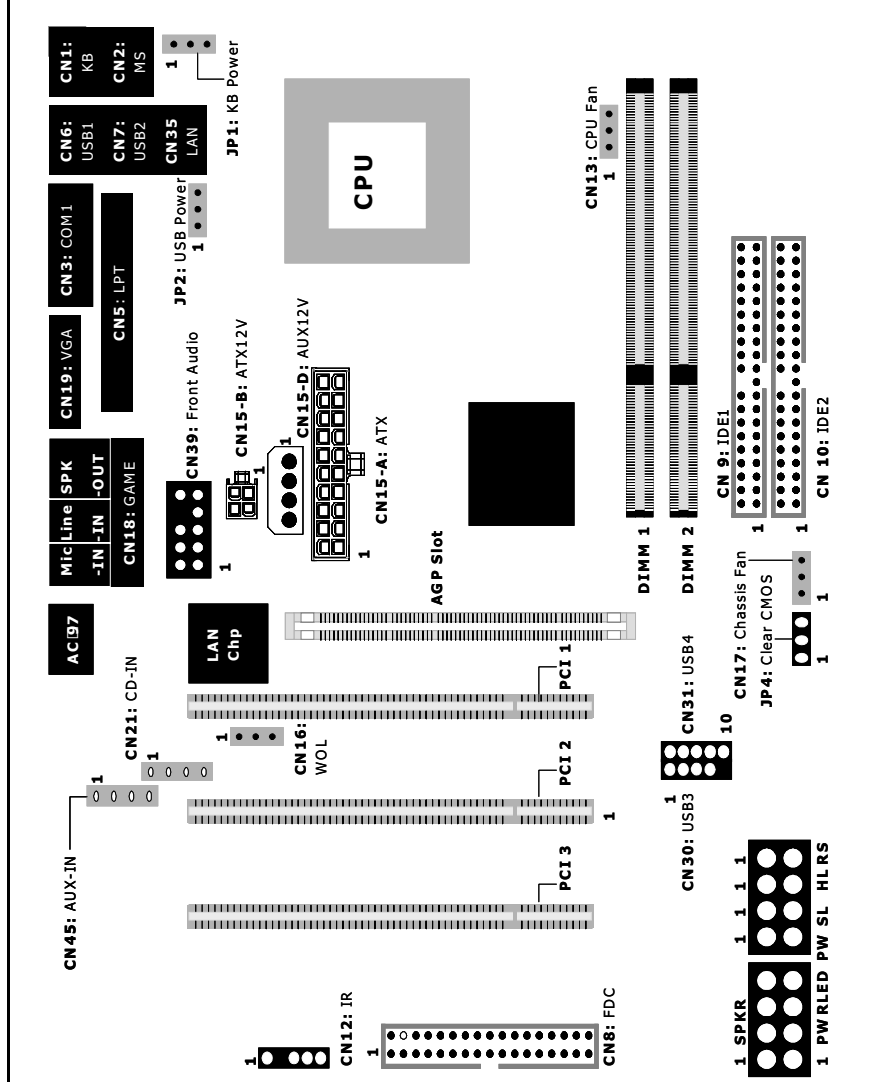 CN1:
KB
CN2:
MS
1
JP1: KB Power
CN6:
USB1
CN7:
USB2
CN35
LAN
CN3: COM1
CN5: LPT
JP2: USB Power
1
CPU
CN13: CPU Fan
1
CN19: VGA
CN39: Front Audio
1
CN15-B: ATX12V
1
CN15-D: AUX12V
1
CN15-A: ATX
1
Mic
-IN
Line
-IN
SPK
-OUT
CN18: GAME
AC'97
LAN
Chp
AGP Slot
DIMM 1
DIMM 2
CN 9: IDE1
1
CN 10: IDE2
1
CN17: Chassis Fan
1
JP4: Clear CMOS
1
CN21: CD-IN
1
CN45: AUX-IN
1
CN16:
WOL
1
PCI 1
PCI 2
1
PCI 3
CN31: USB4
10
CN30: USB3
1
1
1
1
1
PW SL HL RS
1 SPKR
1 PWRLED
CN12: IR
1
CN8: FDC
1